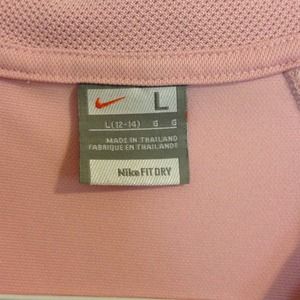 L
L(12-14) G G
MADE IN THAILAND
FABRIQUE EN THAILANDE
Nike FIT DRY